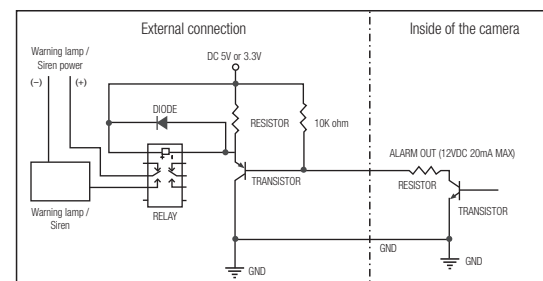 External connection
Inside of the camera
Warning lamp /
Siren power
(−)
(+)
DC 5V or 3.3V
DIODE
RESISTOR
10K ohm
ALARM OUT (12VDC 20mA MAX)
RESISTOR
TRANSISTOR
TRANSISTOR
Warning lamp /
Siren
RELAY
GND
GND
GND